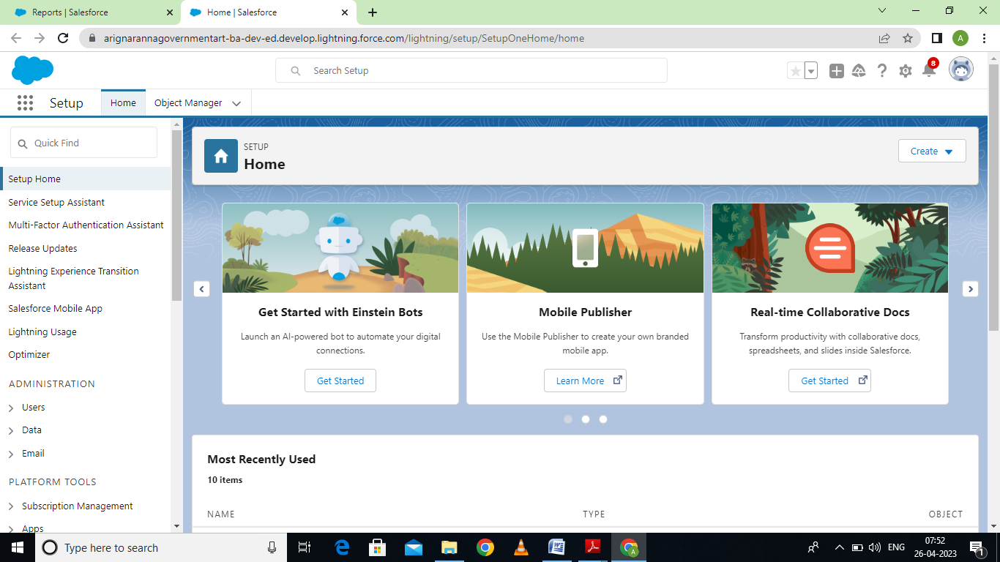 Reports | Salesforce
Home | Salesforce
arignarannagovernmentart-ba-dev-ed.develop.lightning.force.com/lightning/setup/SetupOneHome/home
A
Search Setup
8
Setup
Home
Object Manager
Quick Find
Setup Home
Service Setup Assistant
Multi-Factor Authentication Assistant
Release Updates
Lightning Experience Transition
Assistant
Salesforce Mobile App
Lightning Usage
Optimizer
ADMINISTRATION
Users
Data
Email
PLATFORM TOOLS
Subscription Management
Apps
SETUP
Home
Create
Get Started with Einstein Bots
Launch an AI-powered bot to automate your digital
connections.
Get Started
Mobile Publisher
Use the Mobile Publisher to create your own branded
mobile app.
Learn More
Real-time Collaborative Docs
Transform productivity with collaborative docs,
spreadsheets, and slides inside Salesforce.
Get Started
Most Recently Used
10 items
NAME TYPE OBJECT
Type here to search
W
A
ENG
07:52
26-04-2023
1